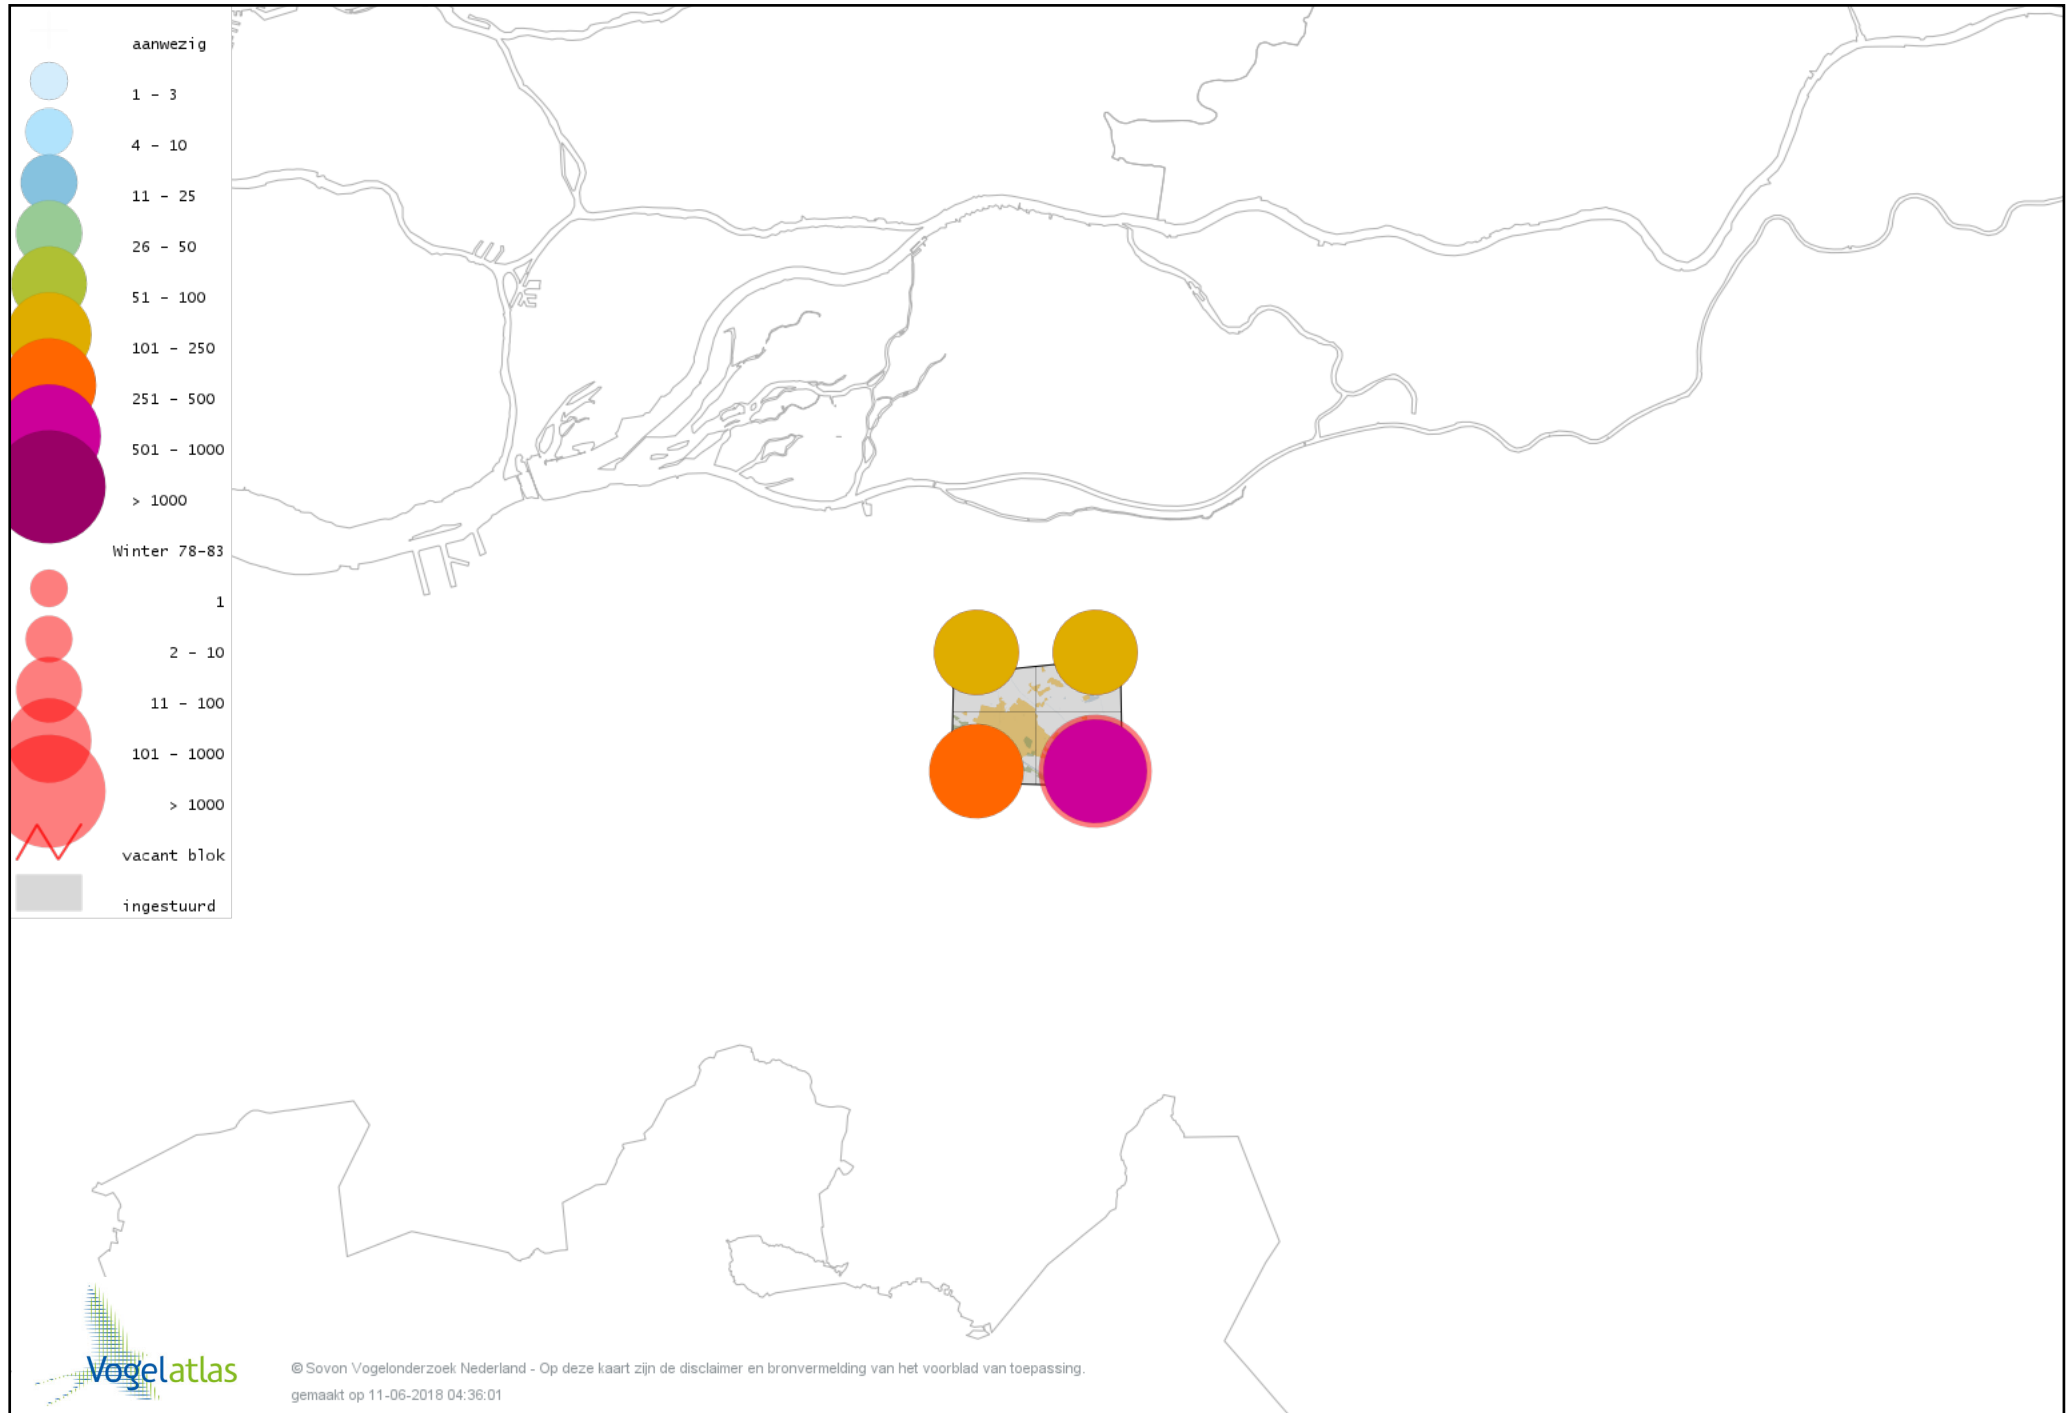 aanwezig
1 - 3
4 - 10
11 - 25
26 - 50
51 - 100
101 - 250
251 - 500
501 - 1000
> 1000
Winter 78-83
1
2 - 10
11 - 100
101 - 1000
> 1000
vacant blok
ingestuurd
Vogelatlas
© Sovon Vogelonderzoek Nederland - Op deze kaart zijn de disclaimer en bronvermelding van het voorblad van toepassing.
gemaakt op 11-06-2018 04:36:01